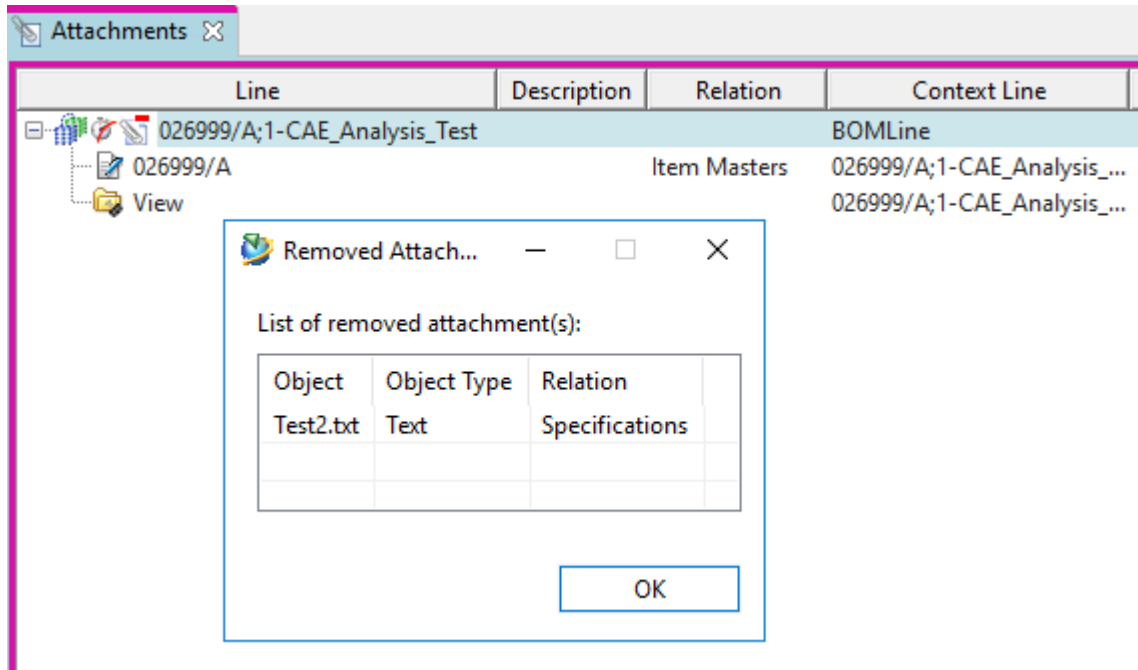 Attachments
Line Description Relation Context Line
026999/A;1-CAE_Analysis_Test BOMLine
026999/A Item Masters 026999/A;1-CAE_Analysis_...
View 026999/A;1-CAE_Analysis_...
Removed Attach...
List of removed attachment(s):
Object Object Type Relation
Test2.txt Text Specifications
OK